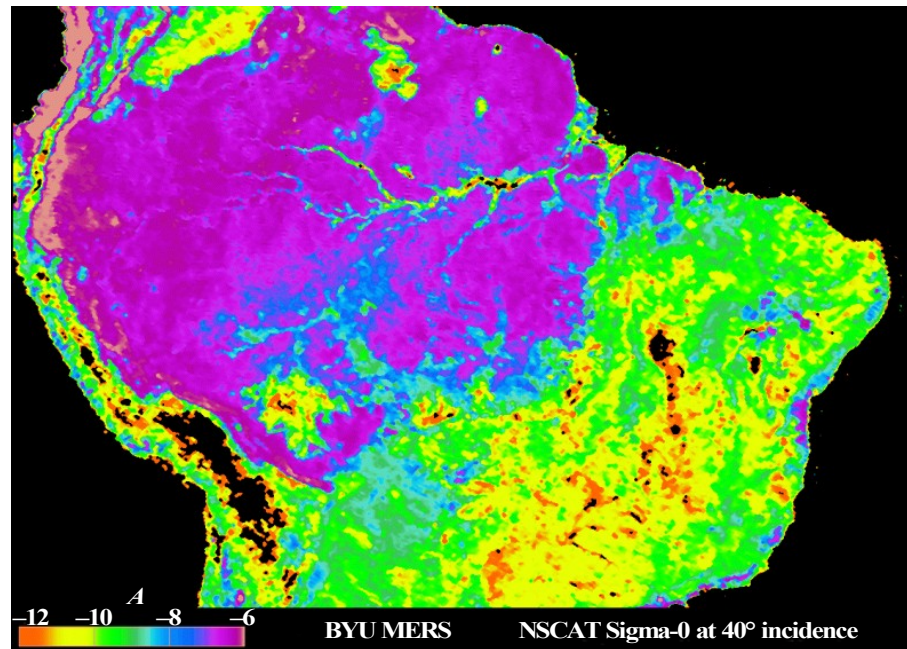 A
–12 –10 –8 –6
BYU MERS NSCAT Sigma-0 at 40° incidence